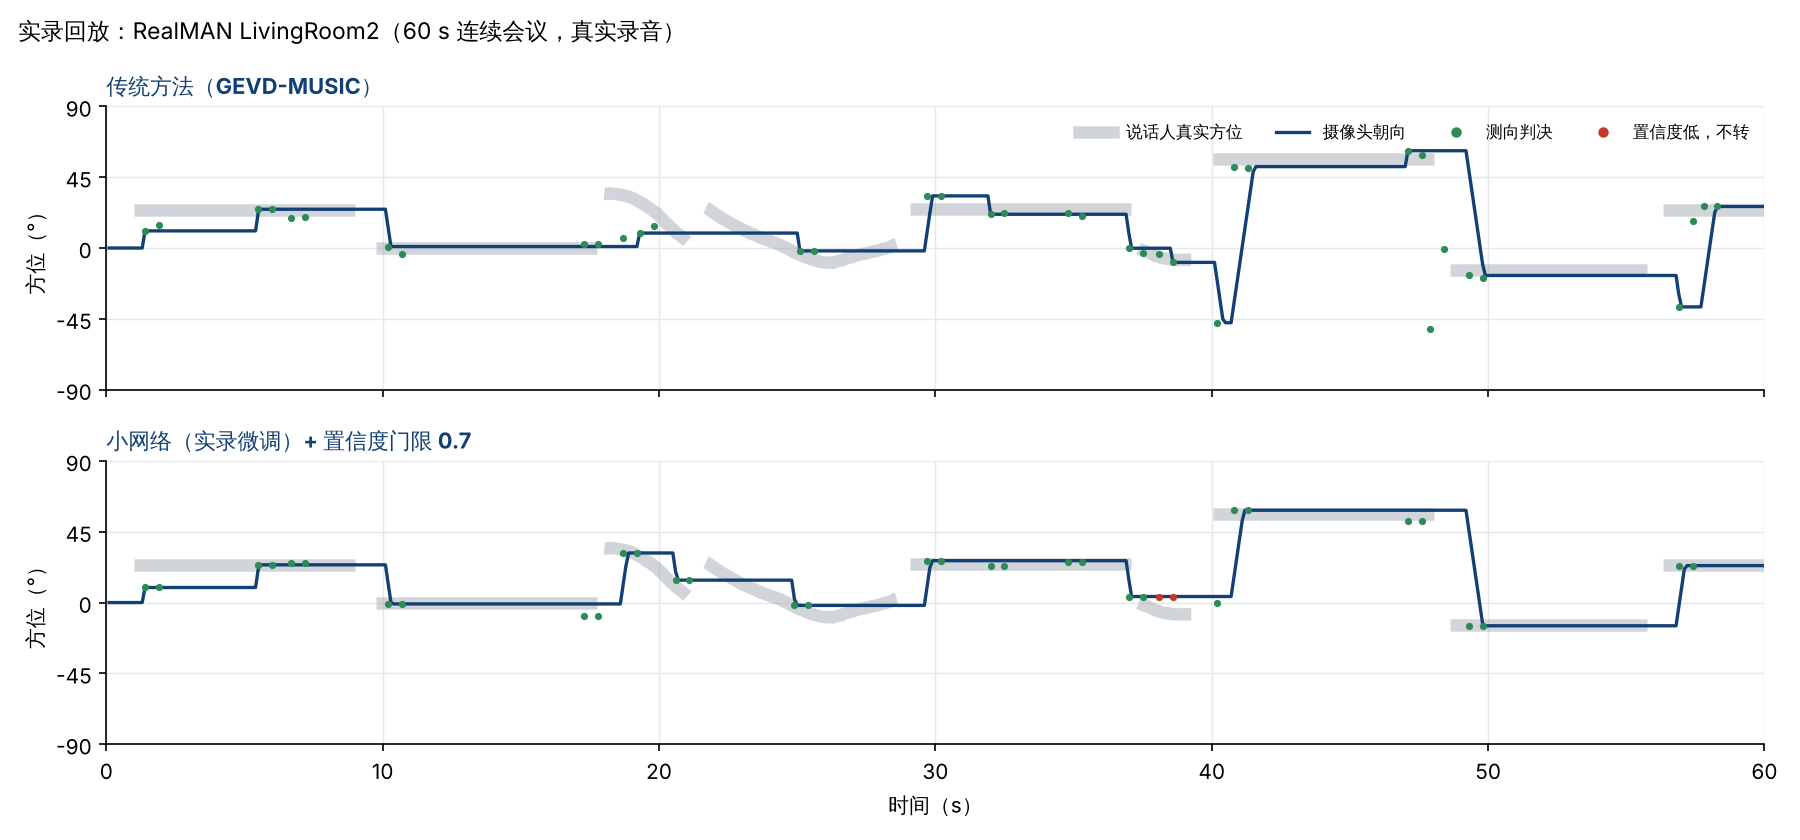 实录回放：RealMAN LivingRoom2（60 s 连续会议，真实录音）
传统方法（GEVD-MUSIC）
90
45
0
-45
-90
方位（°）
说话人真实方位
摄像头朝向
测向判决
置信度低，不转
小网络（实录微调）+ 置信度门限 0.7
90
45
0
-45
-90
方位（°）
0 10 20 30 40 50 60
时间（s）